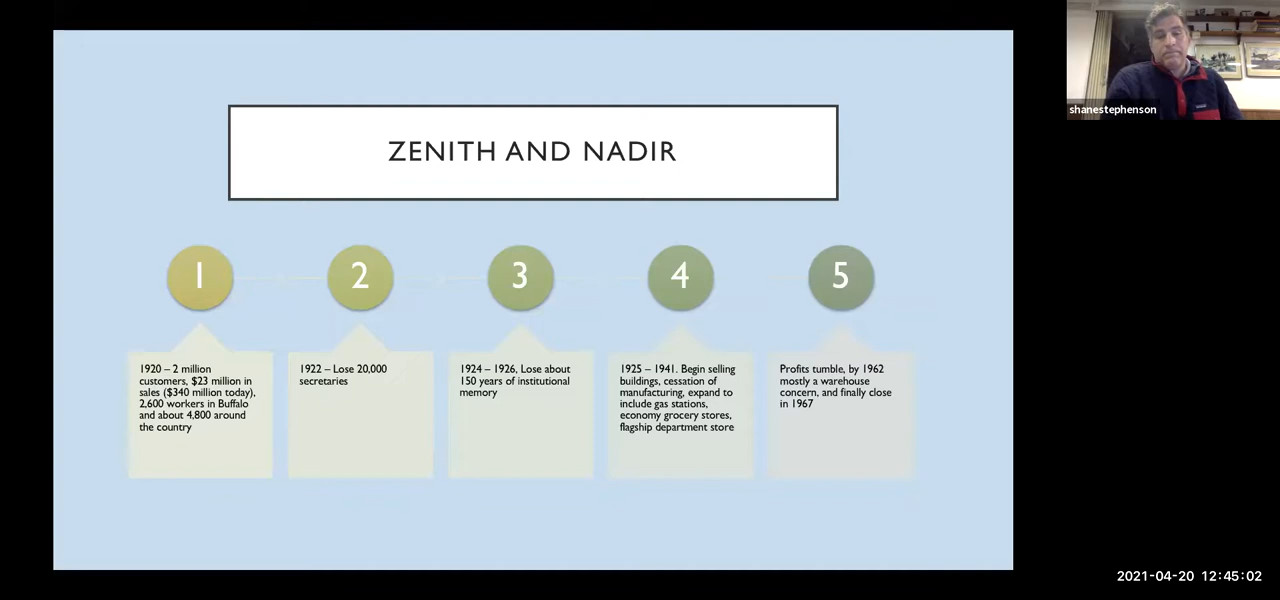 shanestephenson
ZENITH AND NADIR
1
2
3
4
5
1920 – 2 million
customers, $23 million in
sales ($340 million today),
2,600 workers in Buffalo
and about 4,800 around
the country
1922 – Lose 20,000
secretaries
1924 – 1926, Lose about
150 years of institutional
memory
1925 – 1941. Begin selling
buildings, cessation of
manufacturing, expand to
include gas stations,
economy grocery stores,
flagship department store
Profits tumble, by 1962
mostly a warehouse
concern, and finally close
in 1967
2021-04-20 12:45:02